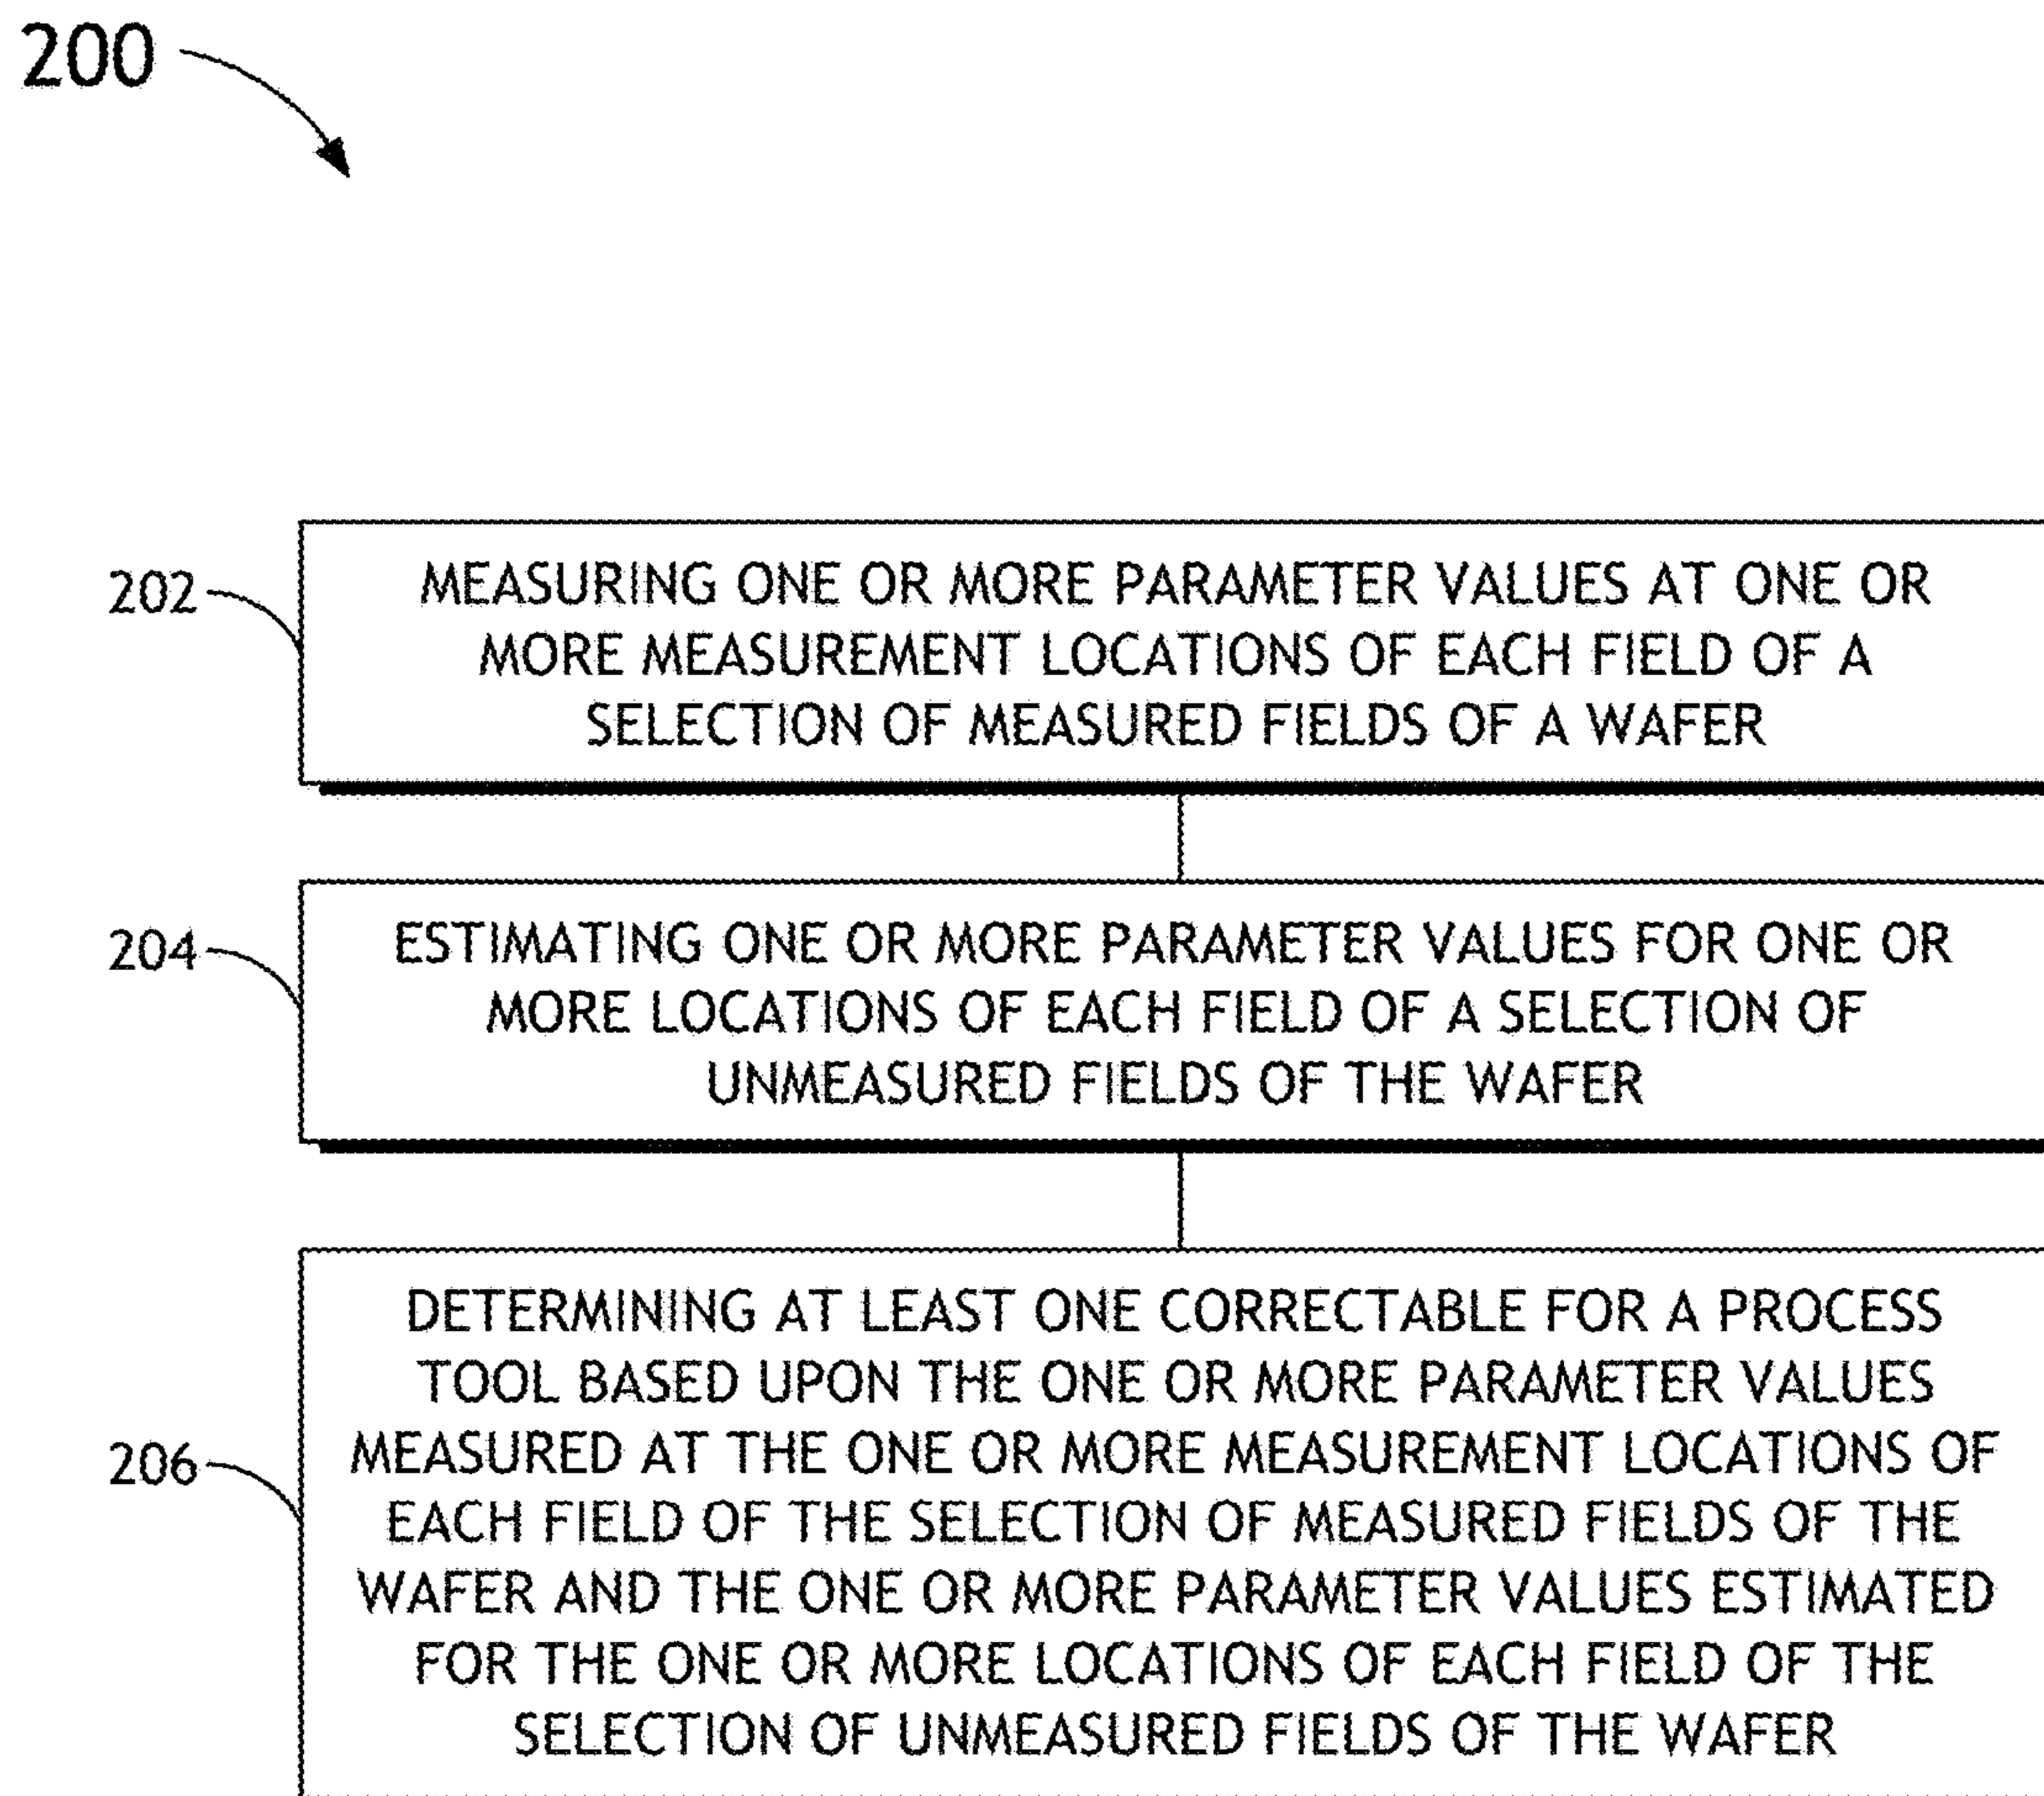 200
202
MEASURING ONE OR MORE PARAMETER VALUES AT ONE OR
MORE MEASUREMENT LOCATIONS OF EACH FIELD OF A
SELECTION OF MEASURED FIELDS OF A WAFER
204
ESTIMATING ONE OR MORE PARAMETER VALUES FOR ONE OR
MORE LOCATIONS OF EACH FIELD OF A SELECTION OF
UNMEASURED FIELDS OF THE WAFER
206
DETERMINING AT LEAST ONE CORRECTABLE FOR A PROCESS
TOOL BASED UPON THE ONE OR MORE PARAMETER VALUES
MEASURED AT THE ONE OR MORE MEASUREMENT LOCATIONS OF
EACH FIELD OF THE SELECTION OF MEASURED FIELDS OF THE
WAFER AND THE ONE OR MORE PARAMETER VALUES ESTIMATED
FOR THE ONE OR MORE LOCATIONS OF EACH FIELD OF THE
SELECTION OF UNMEASURED FIELDS OF THE WAFER